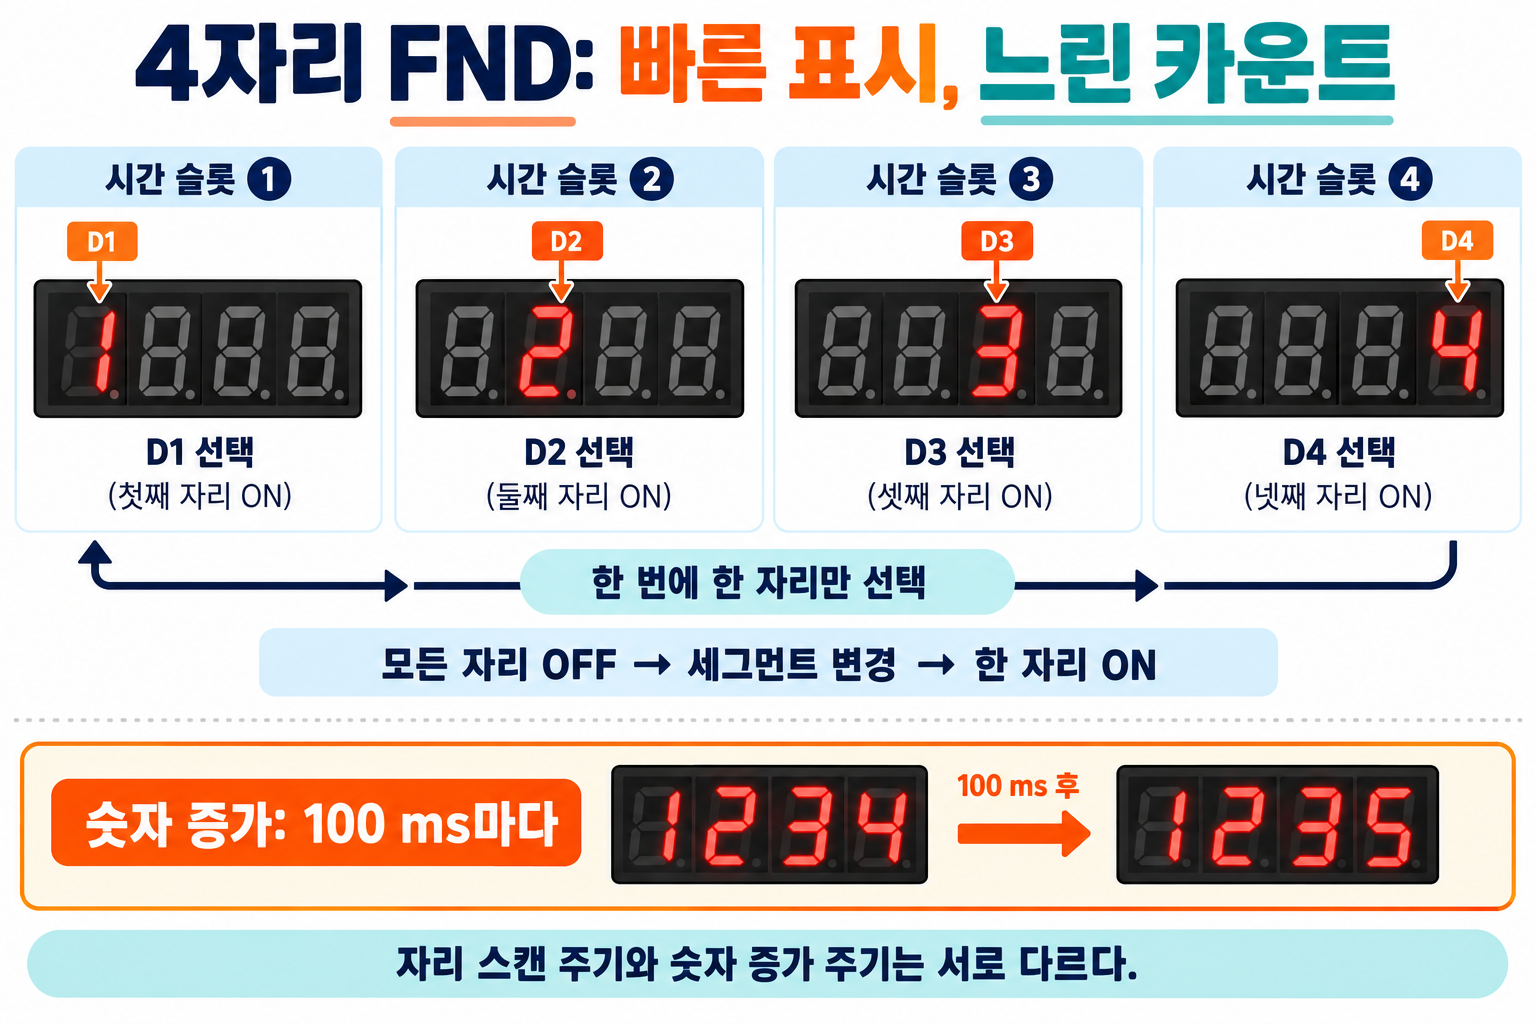 4자리 FND: 빠른 표시, 느린 카운트
시간 슬롯 1
D1
1
D1 선택
(첫째 자리 ON)
시간 슬롯 2
D2
2
D2 선택
(둘째 자리 ON)
시간 슬롯 3
D3
3
D3 선택
(셋째 자리 ON)
시간 슬롯 4
D4
4
D4 선택
(넷째 자리 ON)
한 번에 한 자리만 선택
모든 자리 OFF → 세그먼트 변경 → 한 자리 ON
숫자 증가: 100 ms마다
1234
100 ms 후
1235
자리 스캔 주기와 숫자 증가 주기는 서로 다르다.